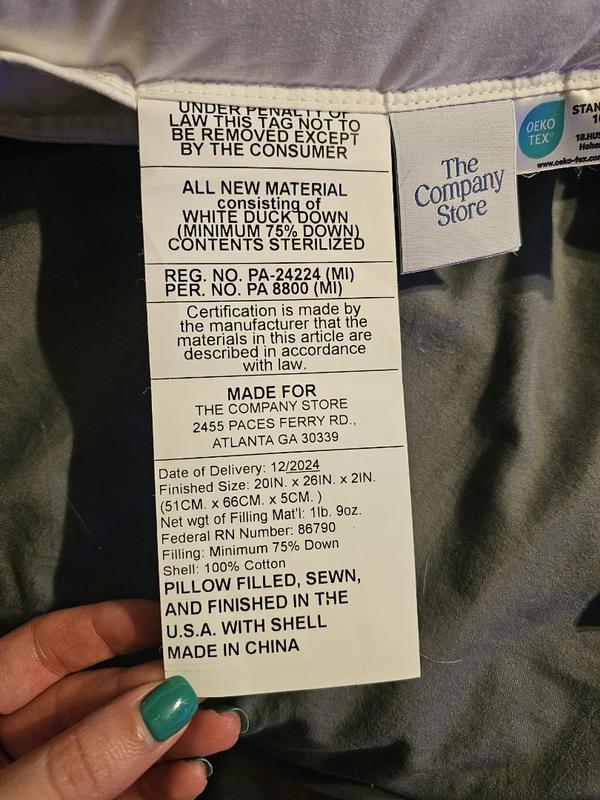 UNDER PENALTY OF
LAW THIS TAG NOT TO
BE REMOVED EXCEPT
BY THE CONSUMER
ALL NEW MATERIAL
consisting of
WHITE DUCK DOWN
(MINIMUM 75% DOWN)
CONTENTS STERILIZED
REG. NO. PA-24224 (MI)
PER. NO. PA 8800 (MI)
Certification is made by
the manufacturer that the
materials in this article are
described in accordance
with law.
MADE FOR
THE COMPANY STORE
2455 PACES FERRY RD.,
ATLANTA GA 30339
Date of Delivery: 12/2024
Finished Size: 20IN. x 26IN. x 2IN.
(51CM. x 66CM. x 5CM. )
Net wgt of Filling Mat'l: 1lb. 9oz.
Federal RN Number: 86790
Filling: Minimum 75% Down
Shell: 100% Cotton
PILLOW FILLED, SEWN,
AND FINISHED IN THE
U.S.A. WITH SHELL
MADE IN CHINA
The
Company
Store
OEKO
TEX®
STAN
10
18.HUS
Hohe
www.oeko-tex.com